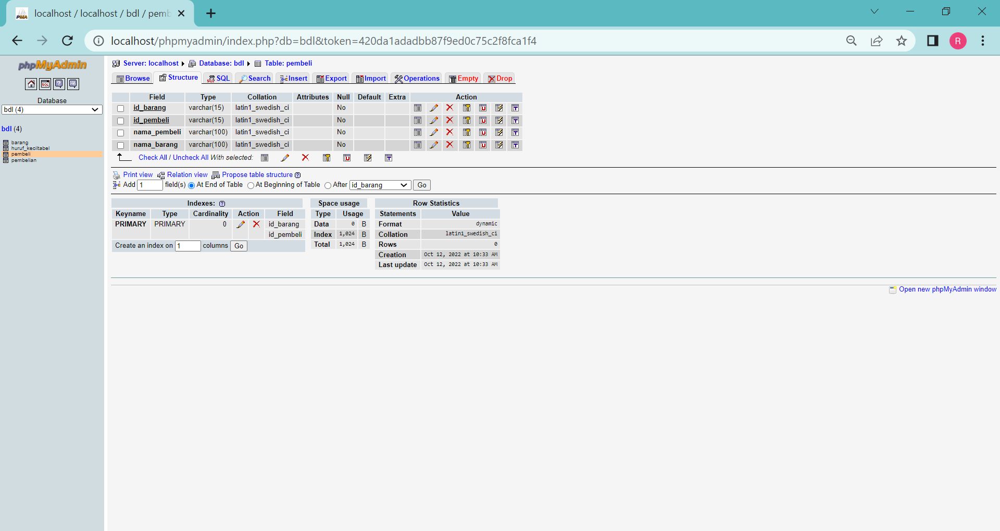 localhost / localhost / bdl / pemb
localhost/phpmyadmin/index.php?db=bdl&token=420da1adadbb87f9ed0c75c2f8fca1f4
R
phpMyAdmin
Database
bdl (4)
bdl (4)
barang
huruf_keciltabel
pembeli
pembelian
Server: localhost Database: bdl Table: pembeli
Browse Structure SQL Search Insert Export Import Operations Empty Drop
Field Type Collation Attributes Null Default Extra Action
id_barang varchar(15) latin1_swedish_ci No
id_pembeli varchar(15) latin1_swedish_ci No
nama_pembeli varchar(100) latin1_swedish_ci No
nama_barang varchar(100) latin1_swedish_ci No
Check All / Uncheck All With selected:
Print view Relation view Propose table structure
Add 1 field(s) At End of Table At Beginning of Table After id_barang Go
Indexes:
Keyname Type Cardinality Action Field
PRIMARY PRIMARY 0 id_barang
id_pembeli
Create an index on 1 columns Go
Space usage
Type Usage
Data 0 B
Index 1,024 B
Total 1,024 B
Row Statistics
Statements Value
Format dynamic
Collation latin1_swedish_ci
Rows 0
Creation Oct 12, 2022 at 10:33 AM
Last update Oct 12, 2022 at 10:33 AM
Open new phpMyAdmin window